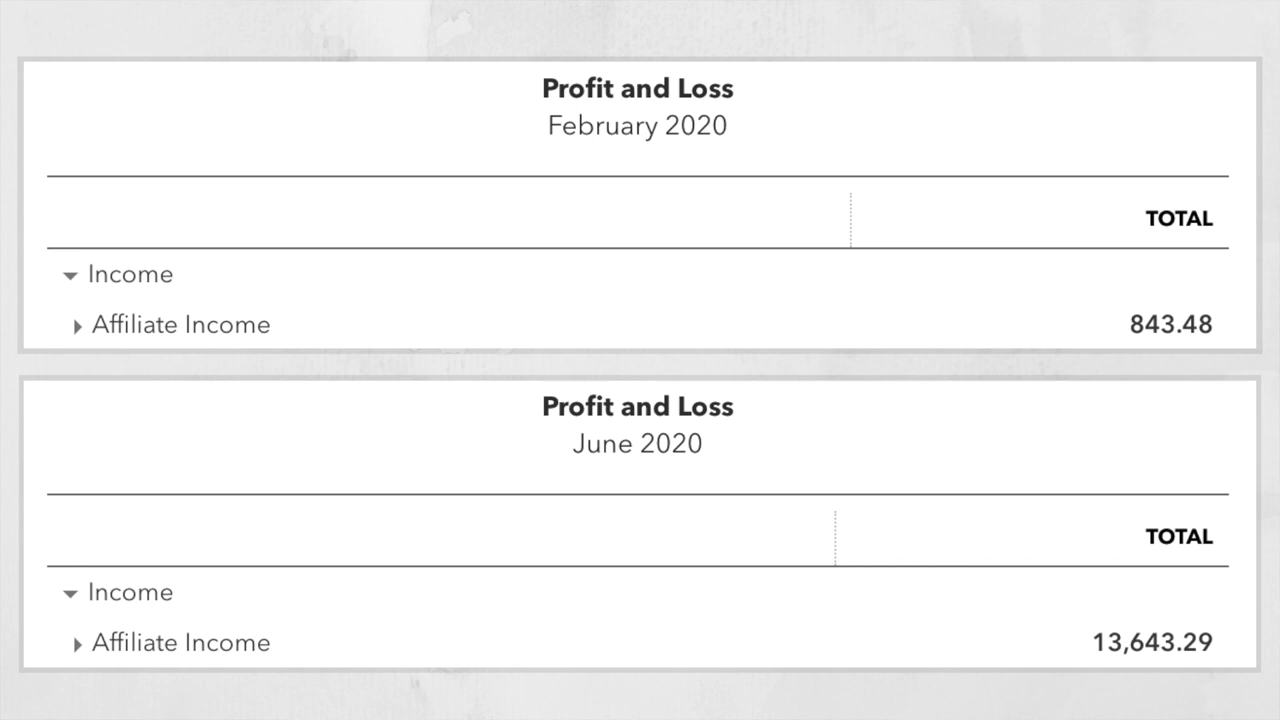 Profit and Loss
February 2020
TOTAL
Income
Affiliate Income 843.48
Profit and Loss
June 2020
TOTAL
Income
Affiliate Income 13,643.29